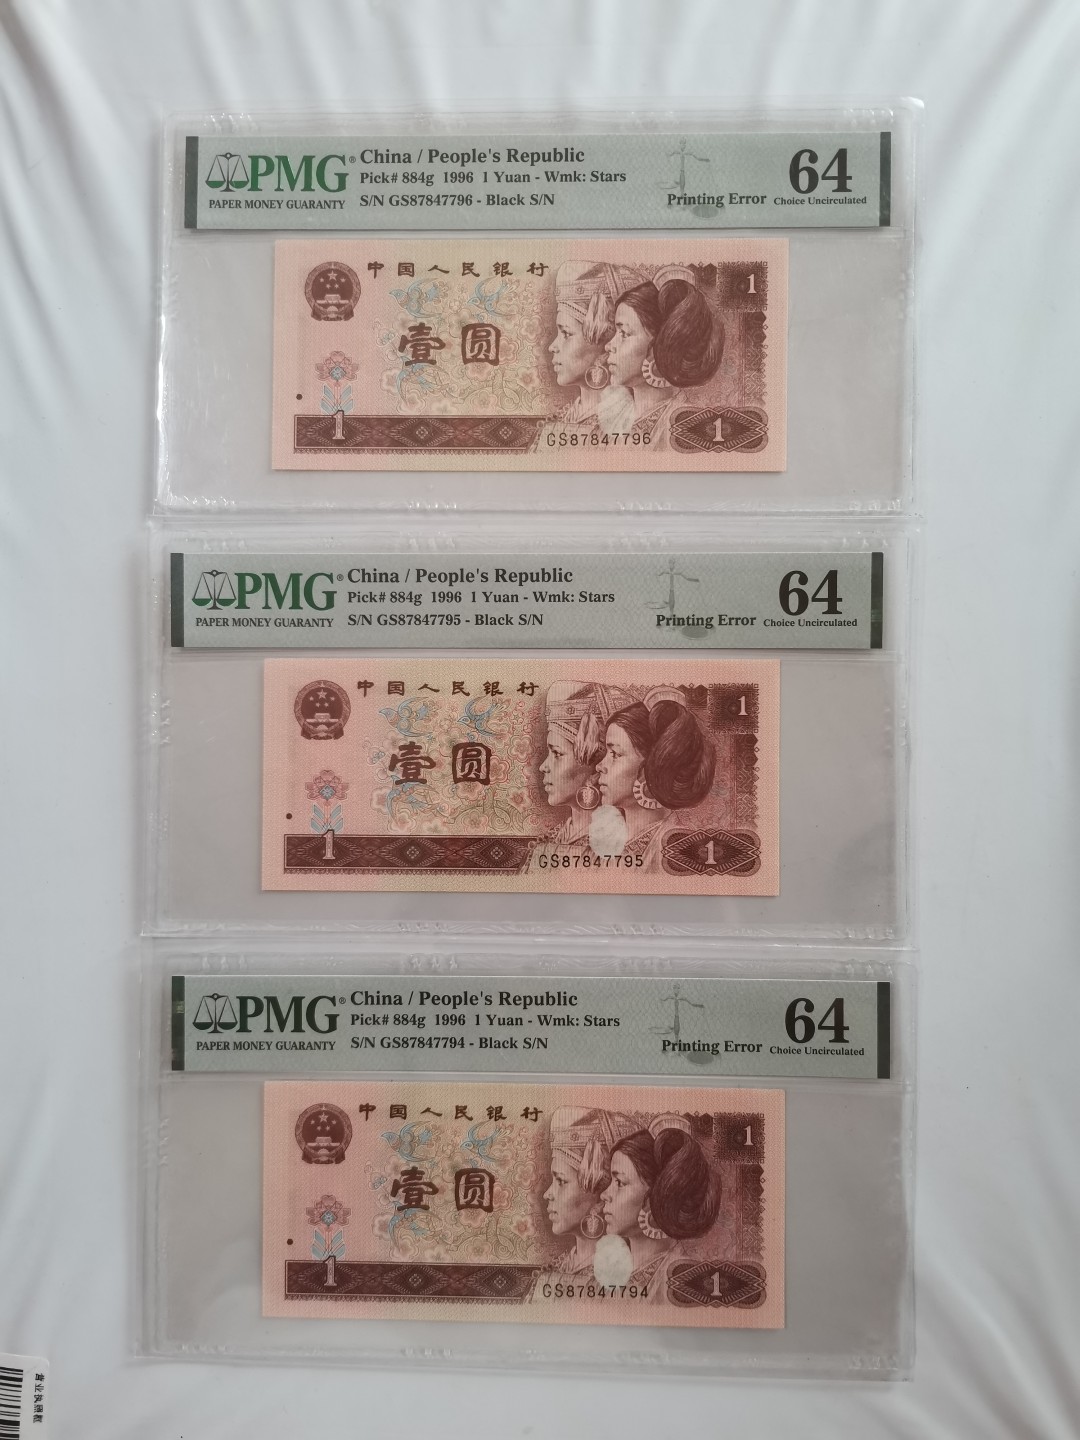 PMG®
PAPER MONEY GUARANTY
China / People's Republic
Pick# 884g 1996 1 Yuan - Wmk: Stars
S/N GS87847796 - Black S/N
Printing Error
64
Choice Uncirculated
中国人民银行
1
壹圆
1
GS87847796
1
PMG®
PAPER MONEY GUARANTY
China / People's Republic
Pick# 884g 1996 1 Yuan - Wmk: Stars
S/N GS87847795 - Black S/N
Printing Error
64
Choice Uncirculated
中国人民银行
1
壹圆
1
GS87847795
1
PMG®
PAPER MONEY GUARANTY
China / People's Republic
Pick# 884g 1996 1 Yuan - Wmk: Stars
S/N GS87847794 - Black S/N
Printing Error
64
Choice Uncirculated
中国人民银行
1
壹圆
1
GS87847794
1
营业执照框